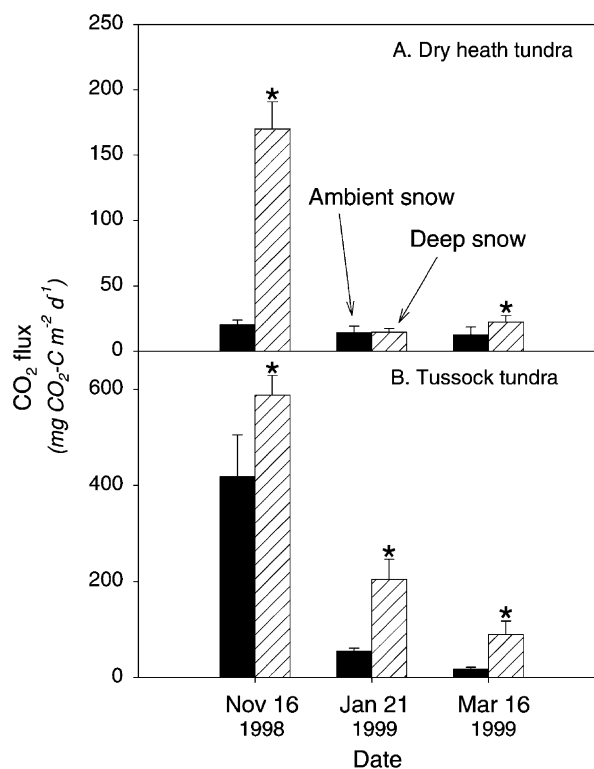 250
A. Dry heath tundra
200
*
150
Ambient snow
Deep snow
100
50
*
0
B. Tussock tundra
600
*
400
*
200
*
0
CO2 flux
(mg CO2-C m-2 d-1)
Nov 16 Jan 21 Mar 16
1998 1999 1999
Date